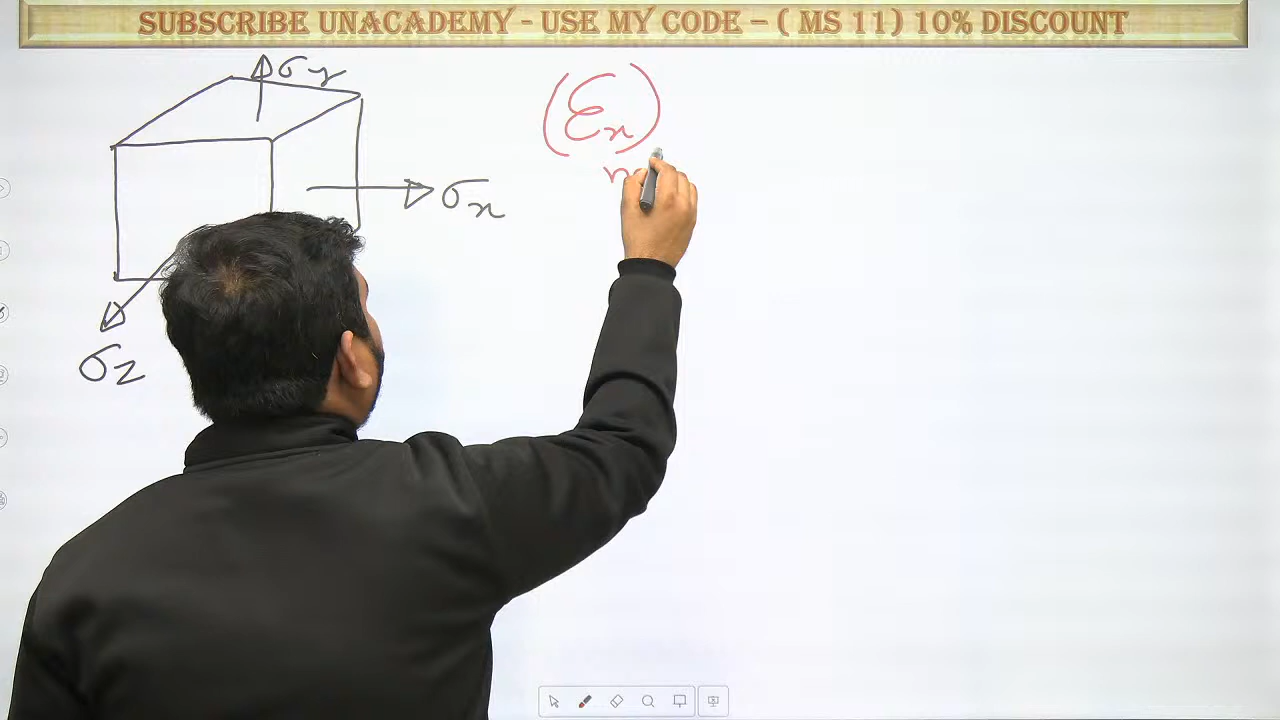 SUBSCRIBE UNACADEMY - USE MY CODE – ( MS 11) 10% DISCOUNT
σy
(εx)
σx
σz